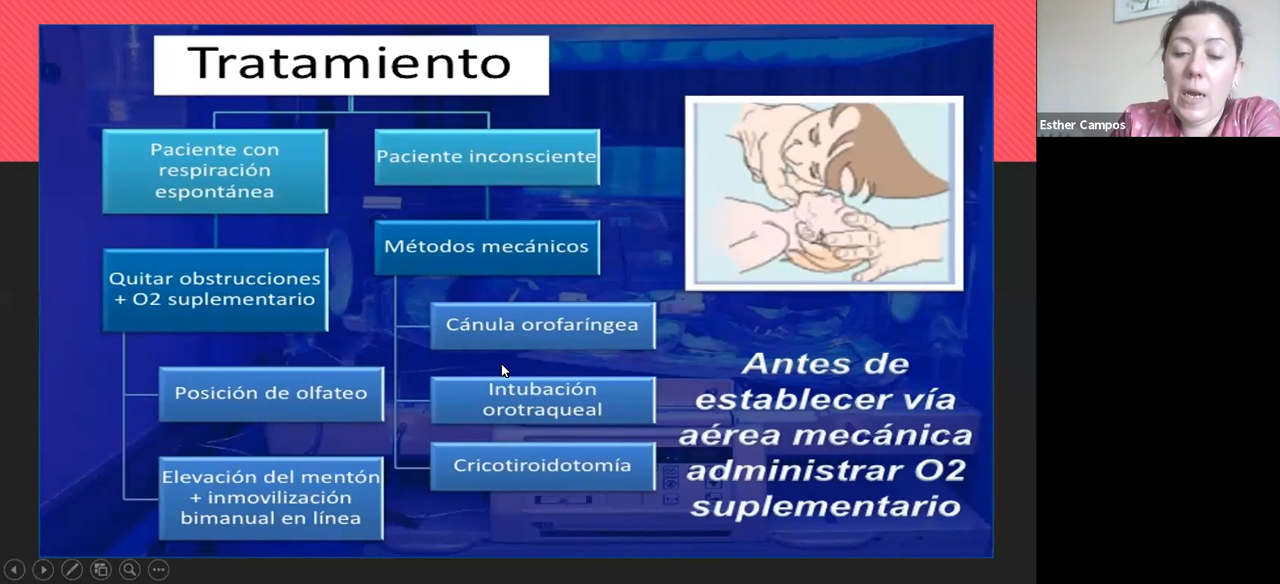 Tratamiento
Paciente con
respiración
espontánea
Quitar obstrucciones
+ O2 suplementario
Posición de olfateo
Elevación del mentón
+ inmovilización
bimanual en línea
Paciente inconsciente
Métodos mecánicos
Cánula orofaríngea
Intubación
orotraqueal
Cricotiroidotomía
Antes de
establecer vía
aérea mecánica
administrar O2
suplementario
Esther Campos